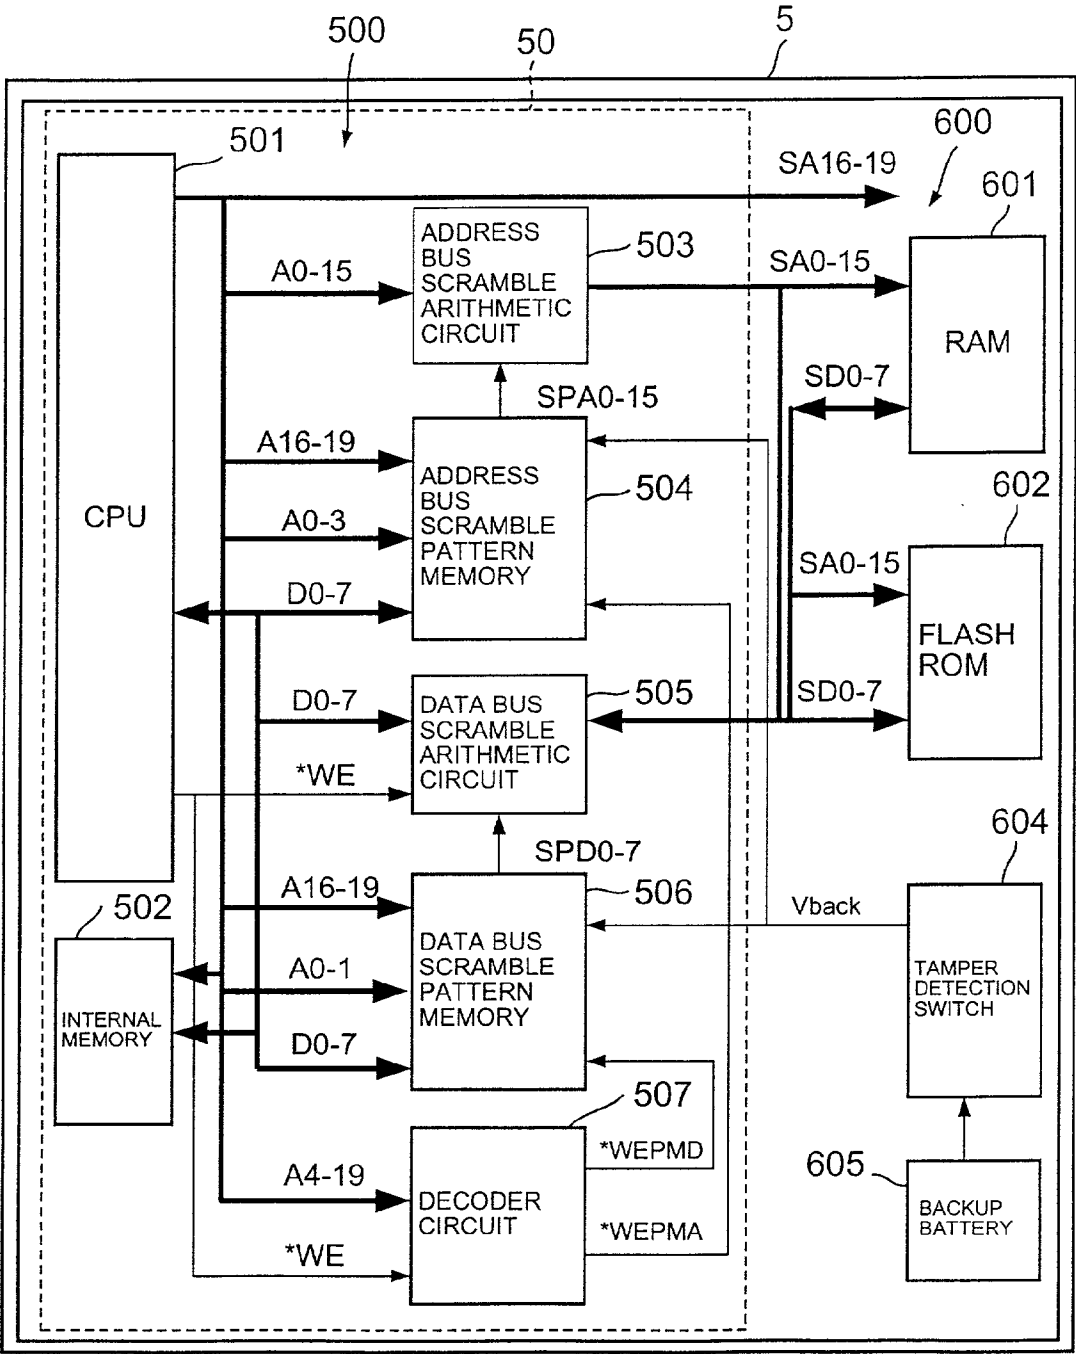 5
500
50
501
600
SA16-19
601
ADDRESS
BUS
SCRAMBLE
ARITHMETIC
CIRCUIT
503
A0-15
SA0-15
RAM
SPA0-15
SD0-7
A16-19
ADDRESS
BUS
SCRAMBLE
PATTERN
MEMORY
504
602
CPU
A0-3
SA0-15
D0-7
FLASH
ROM
505
SD0-7
D0-7
DATA BUS
SCRAMBLE
ARITHMETIC
CIRCUIT
*WE
604
SPD0-7
506
A16-19
Vback
502
DATA BUS
SCRAMBLE
PATTERN
MEMORY
A0-1
TAMPER
DETECTION
SWITCH
INTERNAL
MEMORY
D0-7
507
*WEPMD
605
A4-19
DECODER
CIRCUIT
BACKUP
BATTERY
*WEPMA
*WE